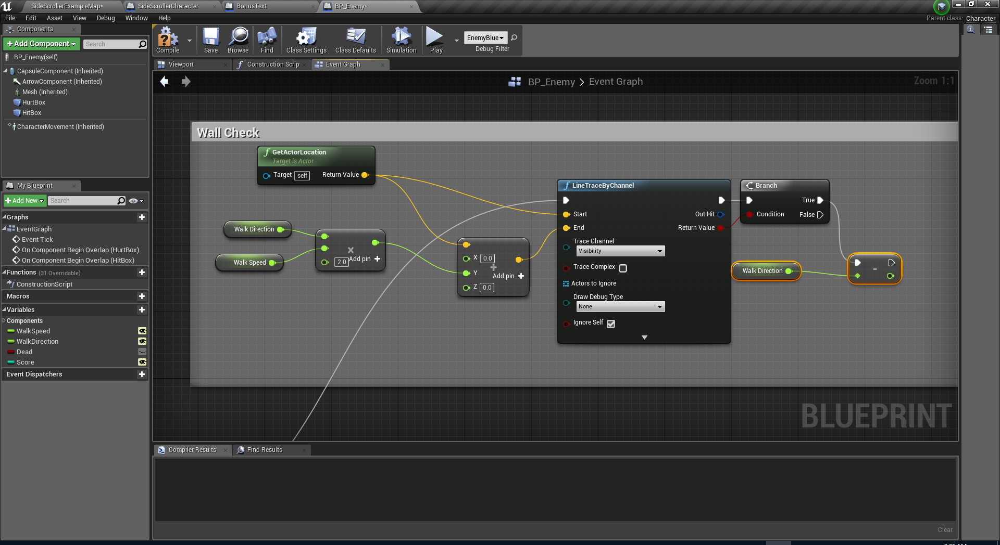 SideScrollerExampleMap*
SideScrollerCharacter
BonusText
BP_Enemy*
File Edit Asset View Debug Window Help
Parent class: Character
Components
+ Add Component
Search
BP_Enemy(self)
CapsuleComponent (Inherited)
ArrowComponent (Inherited)
Mesh (Inherited)
HurtBox
HitBox
CharacterMovement (Inherited)
My Blueprint
+ Add New
Search
Graphs
EventGraph
Event Tick
On Component Begin Overlap (HurtBox)
On Component Begin Overlap (HitBox)
Functions (31 Overridable)
ConstructionScript
Macros
Variables
Components
WalkSpeed
WalkDirection
Dead
Score
Event Dispatchers
Compile
Save
Browse
Find
Class Settings
Class Defaults
Simulation
Play
EnemyBlue
Debug Filter
Viewport
Construction Scrip
Event Graph
BP_Enemy > Event Graph
Zoom 1:1
Wall Check
GetActorLocation
Target is Actor
Target self Return Value
Walk Direction
Walk Speed
2.0 Add pin +
X 0.0
Add pin +
Y
Z 0.0
LineTraceByChannel
Start Out Hit
End Return Value
Trace Channel
Visibility
Trace Complex
Actors to Ignore
Draw Debug Type
None
Ignore Self
Branch
True
Condition False
Walk Direction
-
BLUEPRINT
Compiler Results
Find Results
Clear